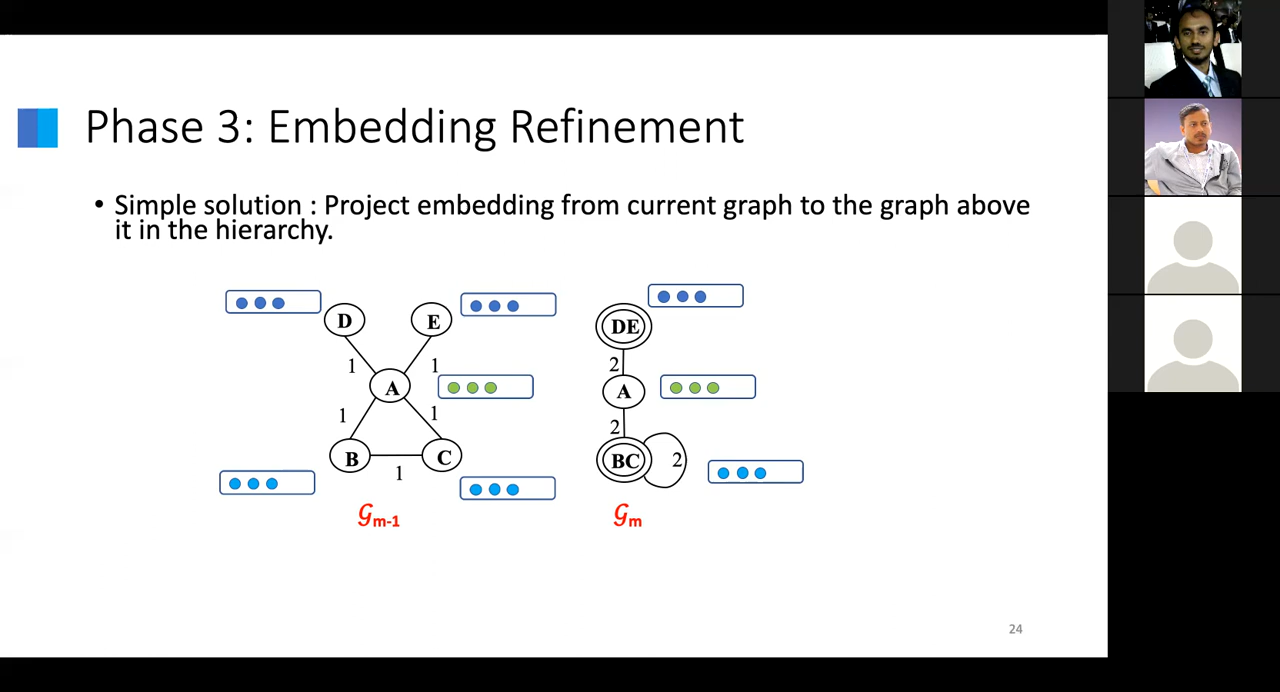 Phase 3: Embedding Refinement
• Simple solution : Project embedding from current graph to the graph above
it in the hierarchy.
D
E
DE
1
1
2
A
A
1
1
2
B
C
BC
2
1
𝒢m-1
𝒢m
24